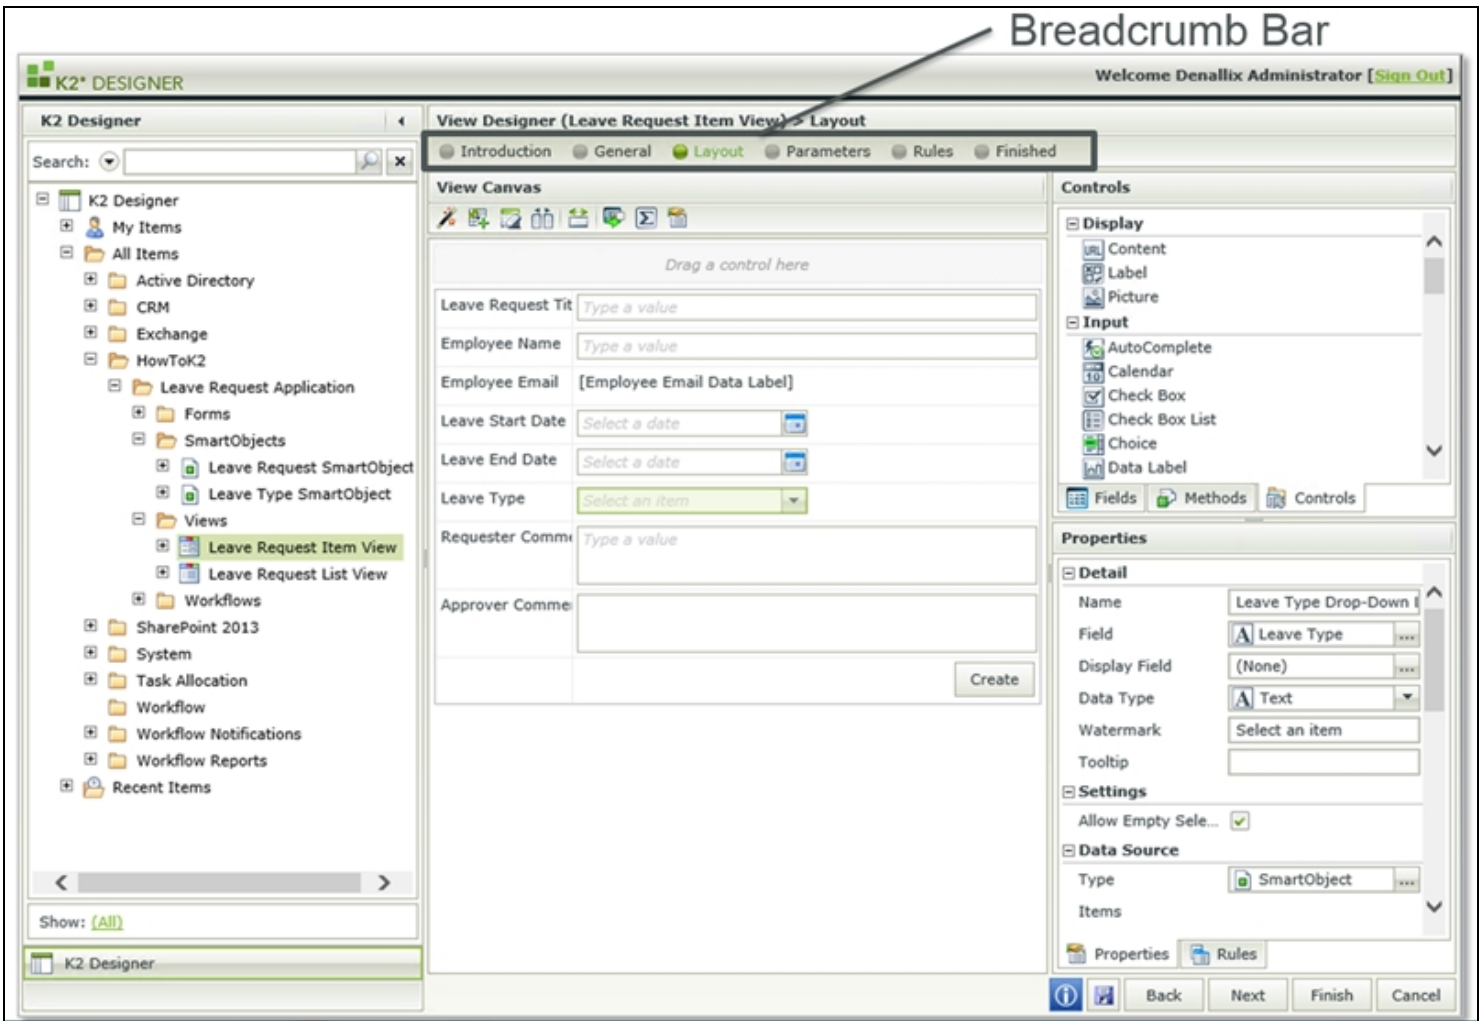 Breadcrumb Bar
K2* DESIGNER
Welcome Denallix Administrator [Sign Out]
K2 Designer
View Designer (Leave Request Item View) > Layout
Search:
Introduction General Layout Parameters Rules Finished
K2 Designer
My Items
All Items
Active Directory
CRM
Exchange
HowToK2
Leave Request Application
Forms
SmartObjects
Leave Request SmartObject
Leave Type SmartObject
Views
Leave Request Item View
Leave Request List View
Workflows
SharePoint 2013
System
Task Allocation
Workflow
Workflow Notifications
Workflow Reports
Recent Items
Show: (All)
K2 Designer
View Canvas
Drag a control here
Leave Request Tit Type a value
Employee Name Type a value
Employee Email [Employee Email Data Label]
Leave Start Date Select a date
Leave End Date Select a date
Leave Type Select an item
Requester Comme Type a value
Approver Comme
Create
Controls
Display
URL Content
Label
Picture
Input
AutoComplete
10 Calendar
Check Box
Check Box List
Choice
Data Label
Fields Methods Controls
Properties
Detail
Name Leave Type Drop-Down L
Field A Leave Type ...
Display Field (None) ...
Data Type A Text
Watermark Select an item
Tooltip
Settings
Allow Empty Sele...
Data Source
Type SmartObject ...
Items
Properties Rules
Back Next Finish Cancel